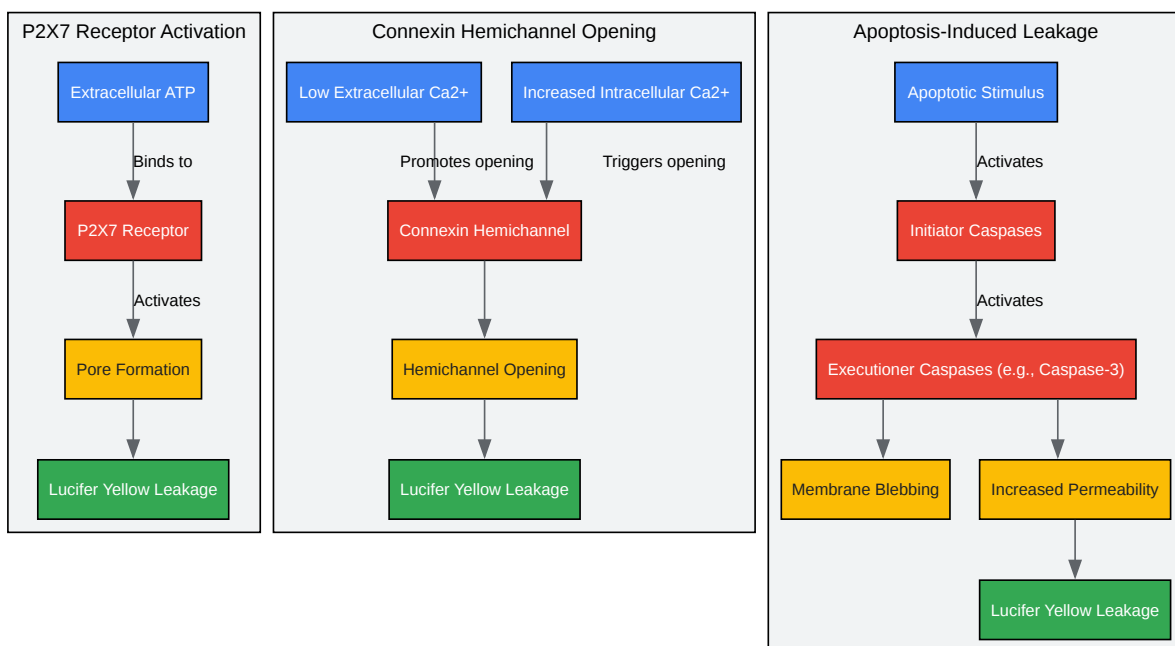 P2X7 Receptor Activation
Extracellular ATP
Binds to
P2X7 Receptor
Activates
Pore Formation
Lucifer Yellow Leakage
Connexin Hemichannel Opening
Low Extracellular Ca2+
Increased Intracellular Ca2+
Promotes opening
Triggers opening
Connexin Hemichannel
Hemichannel Opening
Lucifer Yellow Leakage
Apoptosis-Induced Leakage
Apoptotic Stimulus
Activates
Initiator Caspases
Activates
Executioner Caspases (e.g., Caspase-3)
Membrane Blebbing
Increased Permeability
Lucifer Yellow Leakage